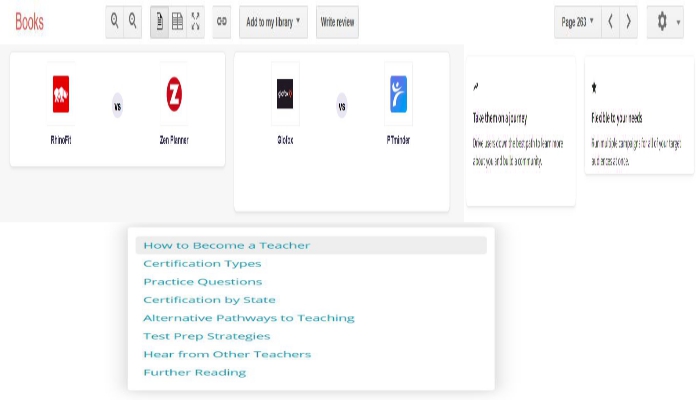 Books
Add to my library
Write review
Page 263
RhinoFit
vs
Zen Planner
glofox
Glofox
vs
PTminder
Take them on a journey
Drive users down the best path to learn more
about you and build a community.
Flexible to your needs
Run multiple campaigns for all of your target
audiences at once.
How to Become a Teacher
Certification Types
Practice Questions
Certification by State
Alternative Pathways to Teaching
Test Prep Strategies
Hear from Other Teachers
Further Reading